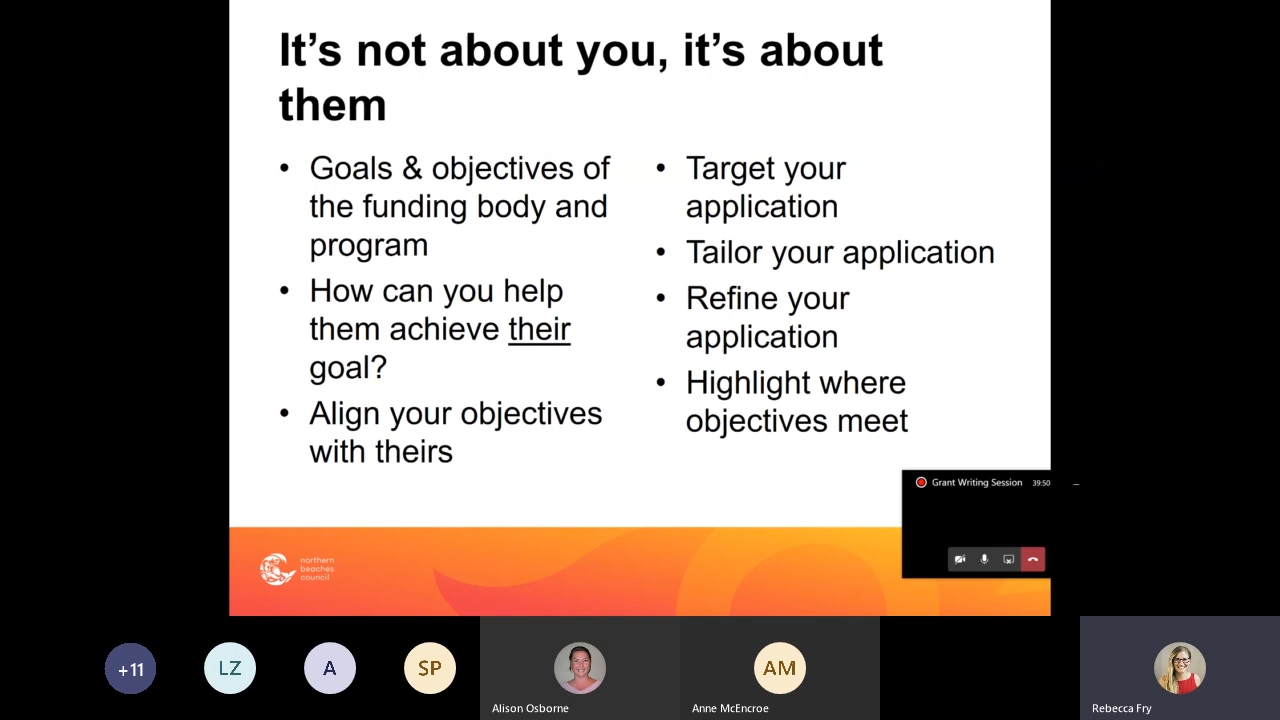 It’s not about you, it’s about
them
• Goals & objectives of
the funding body and
program
• How can you help
them achieve their
goal?
• Align your objectives
with theirs
• Target your
application
• Tailor your application
• Refine your
application
• Highlight where
objectives meet
Grant Writing Session 39:50
northern
beaches
council
+11
LZ
A
SP
Alison Osborne
AM
Anne McEncroe
Rebecca Fry